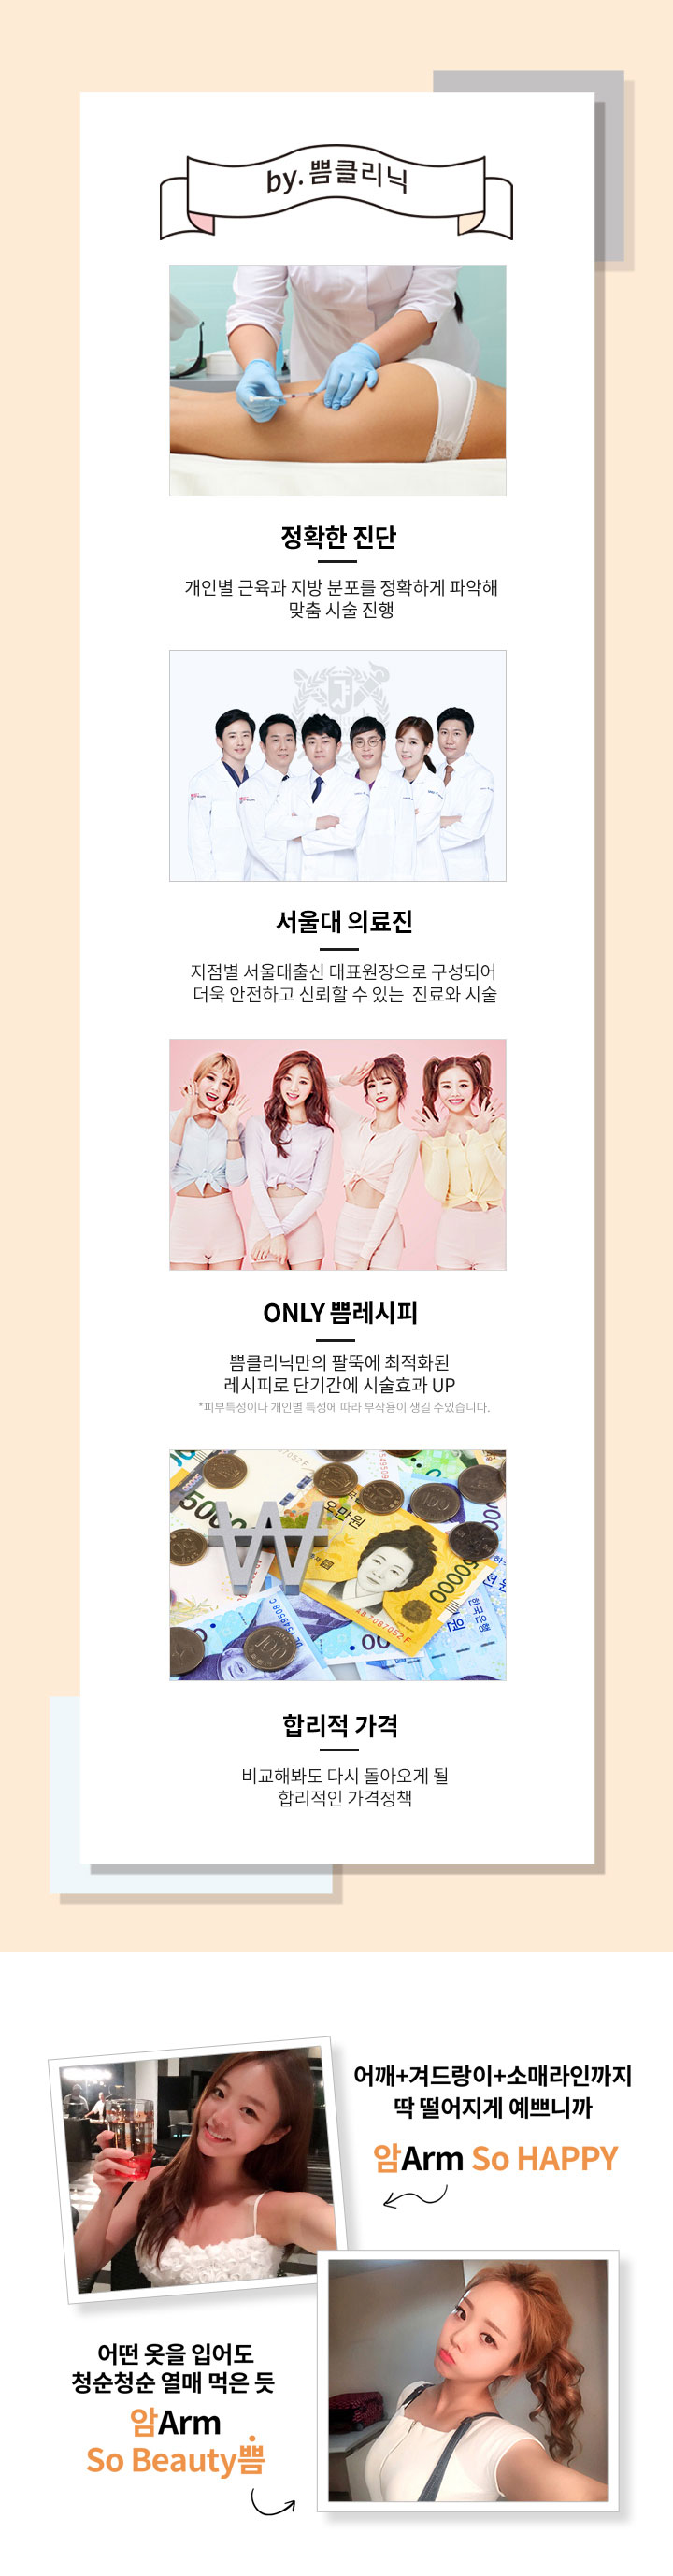 by. 쁨클리닉
정확한 진단
개인별 근육과 지방 분포를 정확하게 파악해
맞춤 시술 진행
서울대 의료진
지점별 서울대출신 대표원장으로 구성되어
더욱 안전하고 신뢰할 수 있는 진료와 시술
ONLY 쁨레시피
쁨클리닉만의 팔뚝에 최적화된
레시피로 단기간에 시술효과 UP
*피부특성이나 개인별 특성에 따라 부작용이 생길 수있습니다.
오만원
50000
100
100
합리적 가격
비교해봐도 다시 돌아오게 될
합리적인 가격정책
어깨+겨드랑이+소매라인까지
딱 떨어지게 예쁘니까
암Arm So HAPPY
어떤 옷을 입어도
청순청순 열매 먹은 듯
암Arm
So Beauty쁨